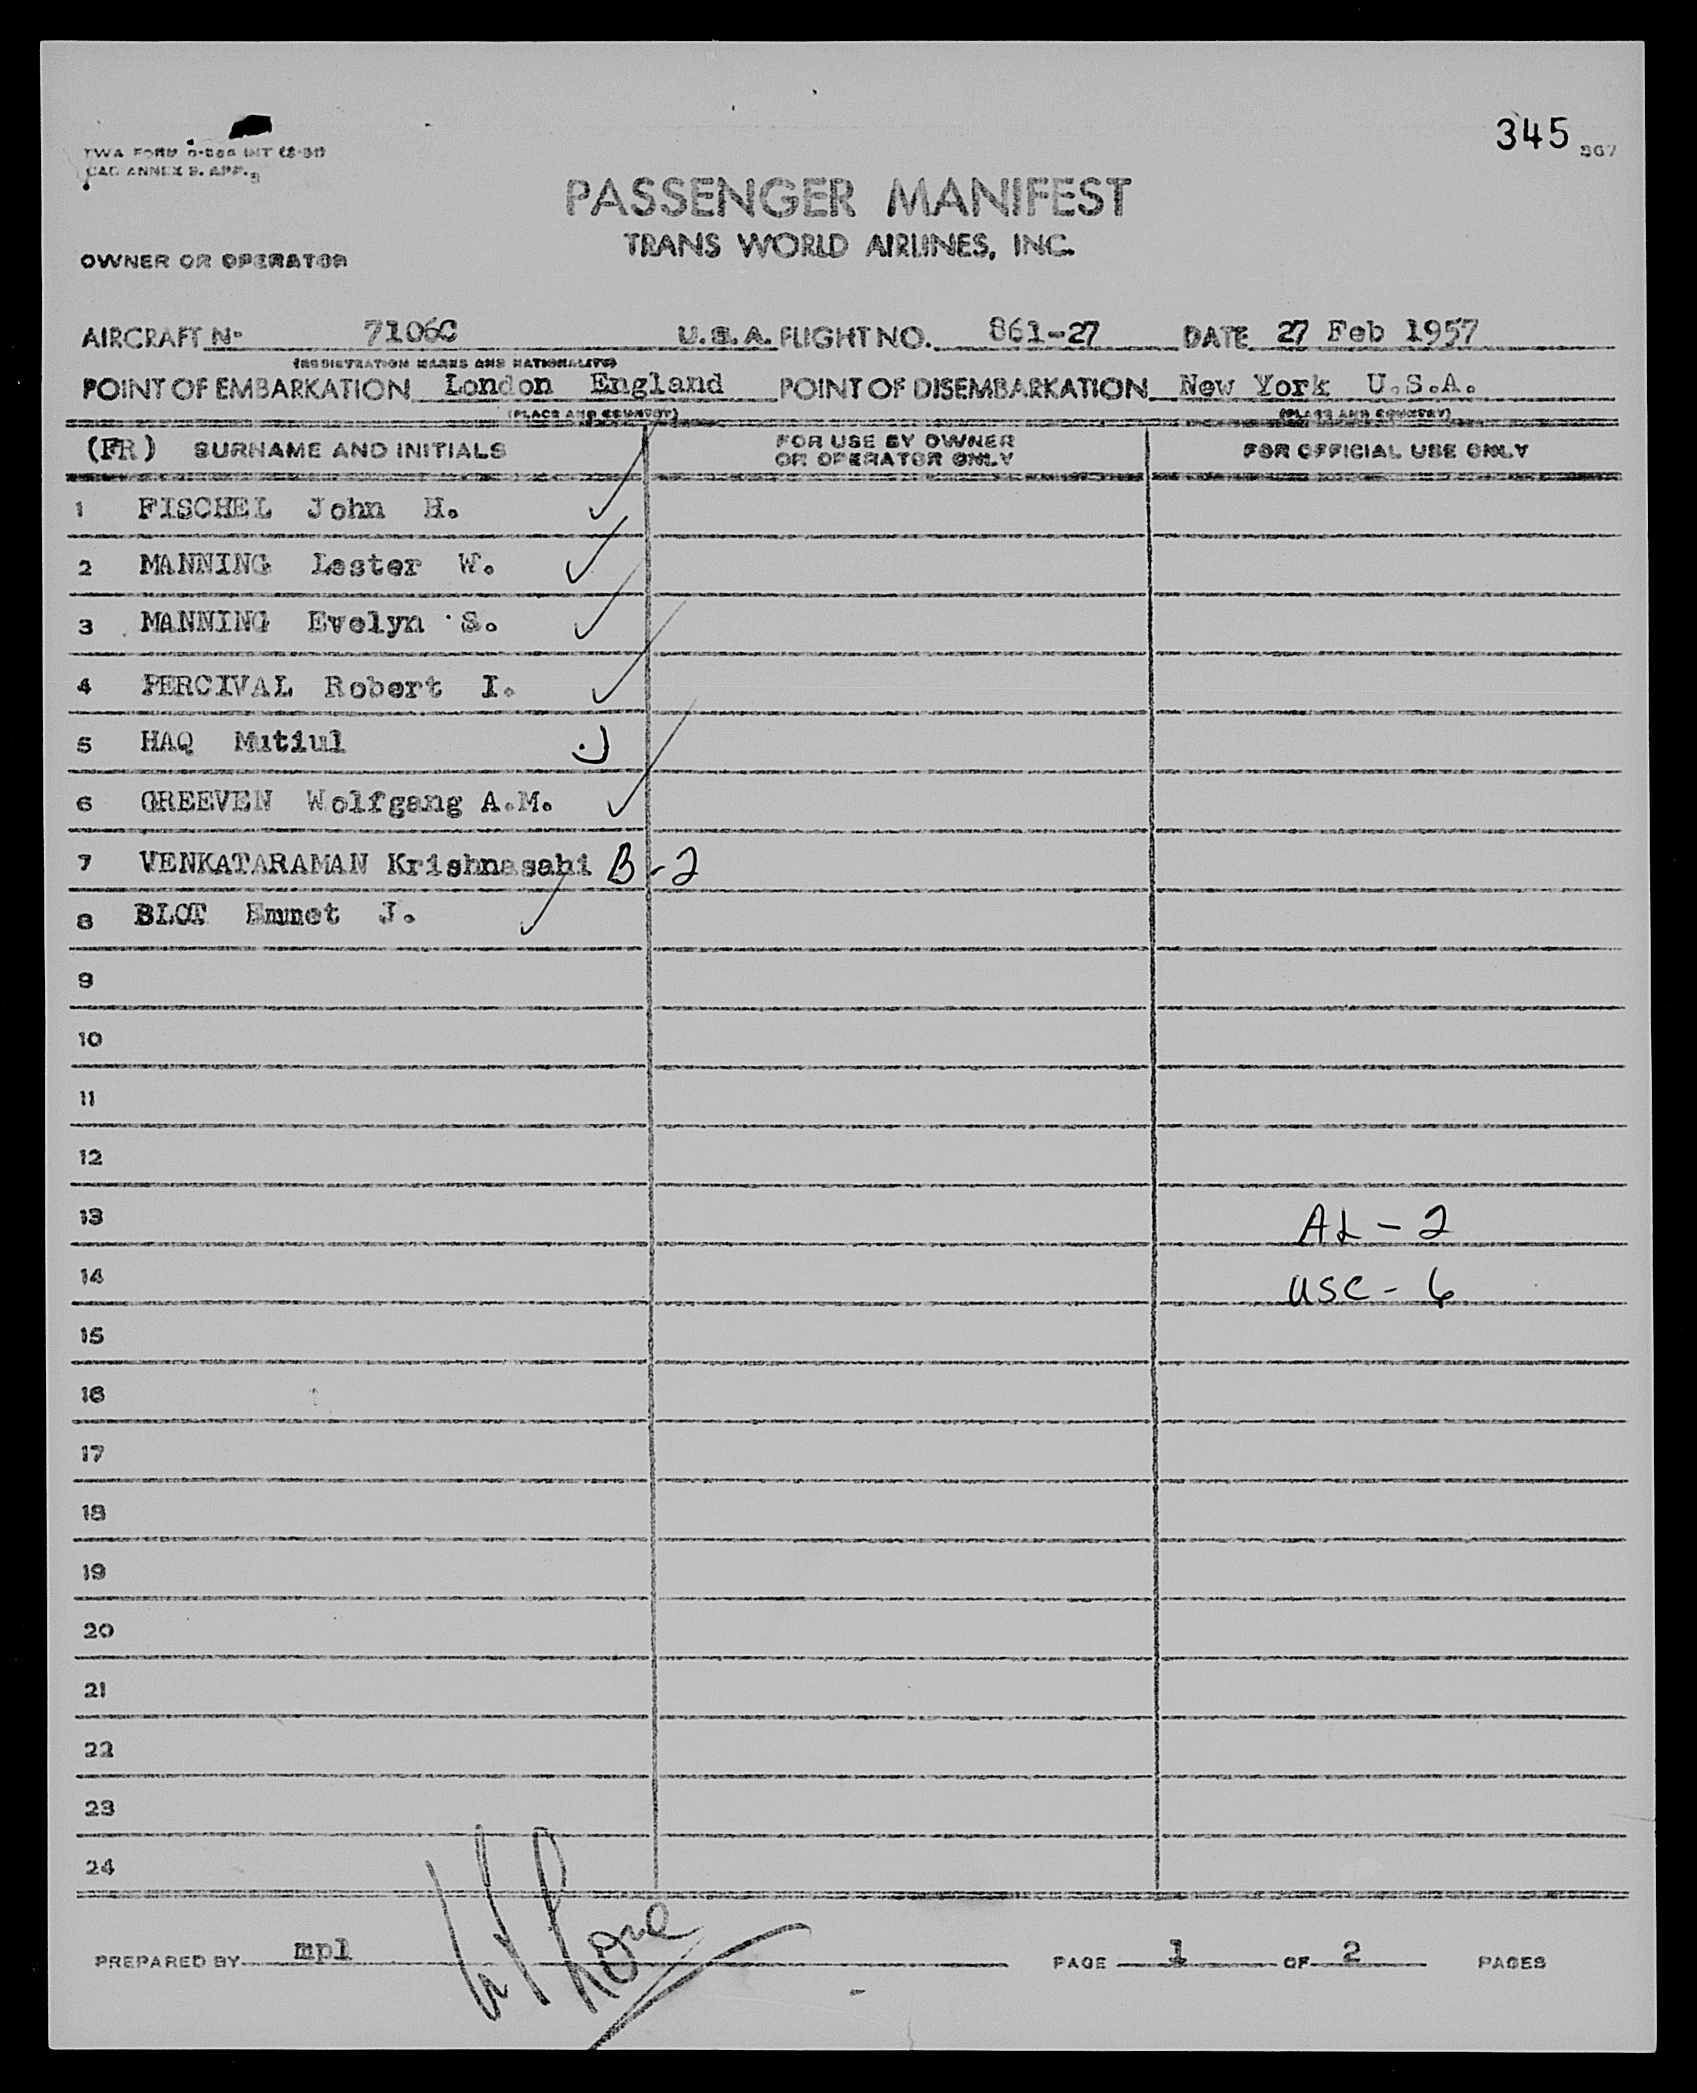 345 367
TWA FORM
CAO ANNEX 9. APP.
PASSENGER MANIFEST
TRANS WORLD AIRLINES, INC.
OWNER OR OPERATOR
AIRCRAFT No 7106C U.S.A. FLIGHT NO. 861-27 DATE 27 Feb 1957
(REGISTRATION MARKS AND NATIONALITY)
POINT OF EMBARKATION London England POINT OF DISEMBARKATION New York U.S.A.
(PLACE AND COUNTRY) (PLACE AND COUNTRY)
(FR) SURNAME AND INITIALS FOR USE BY OWNER OR OPERATOR ONLY FOR OFFICIAL USE ONLY
1 FISCHEL John H.
2 MANNING Lester W.
3 MANNING Evelyn S.
4 PERCIVAL Robert I.
5 HAQ Mutiul
6 GREEVEN Wolfgang A.M.
7 VENKATARAMAN Krishnasahi B-2
8 BLOT Emmet J.
9
10
11
12
13 AL - 2
14 USC - 6
15
16
17
18
19
20
21
22
23
24
PREPARED BY mpl PAGE 1 OF 2 PAGES